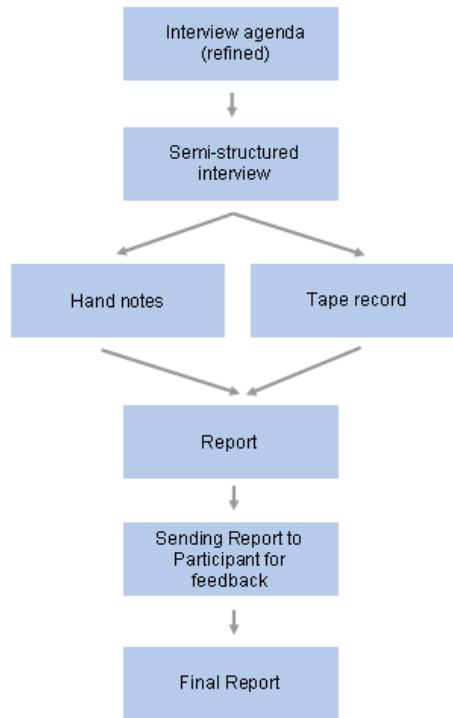 Interview agenda
(refined)
Semi-structured
interview
Hand notes
Tape record
Report
Sending Report to
Participant for
feedback
Final Report